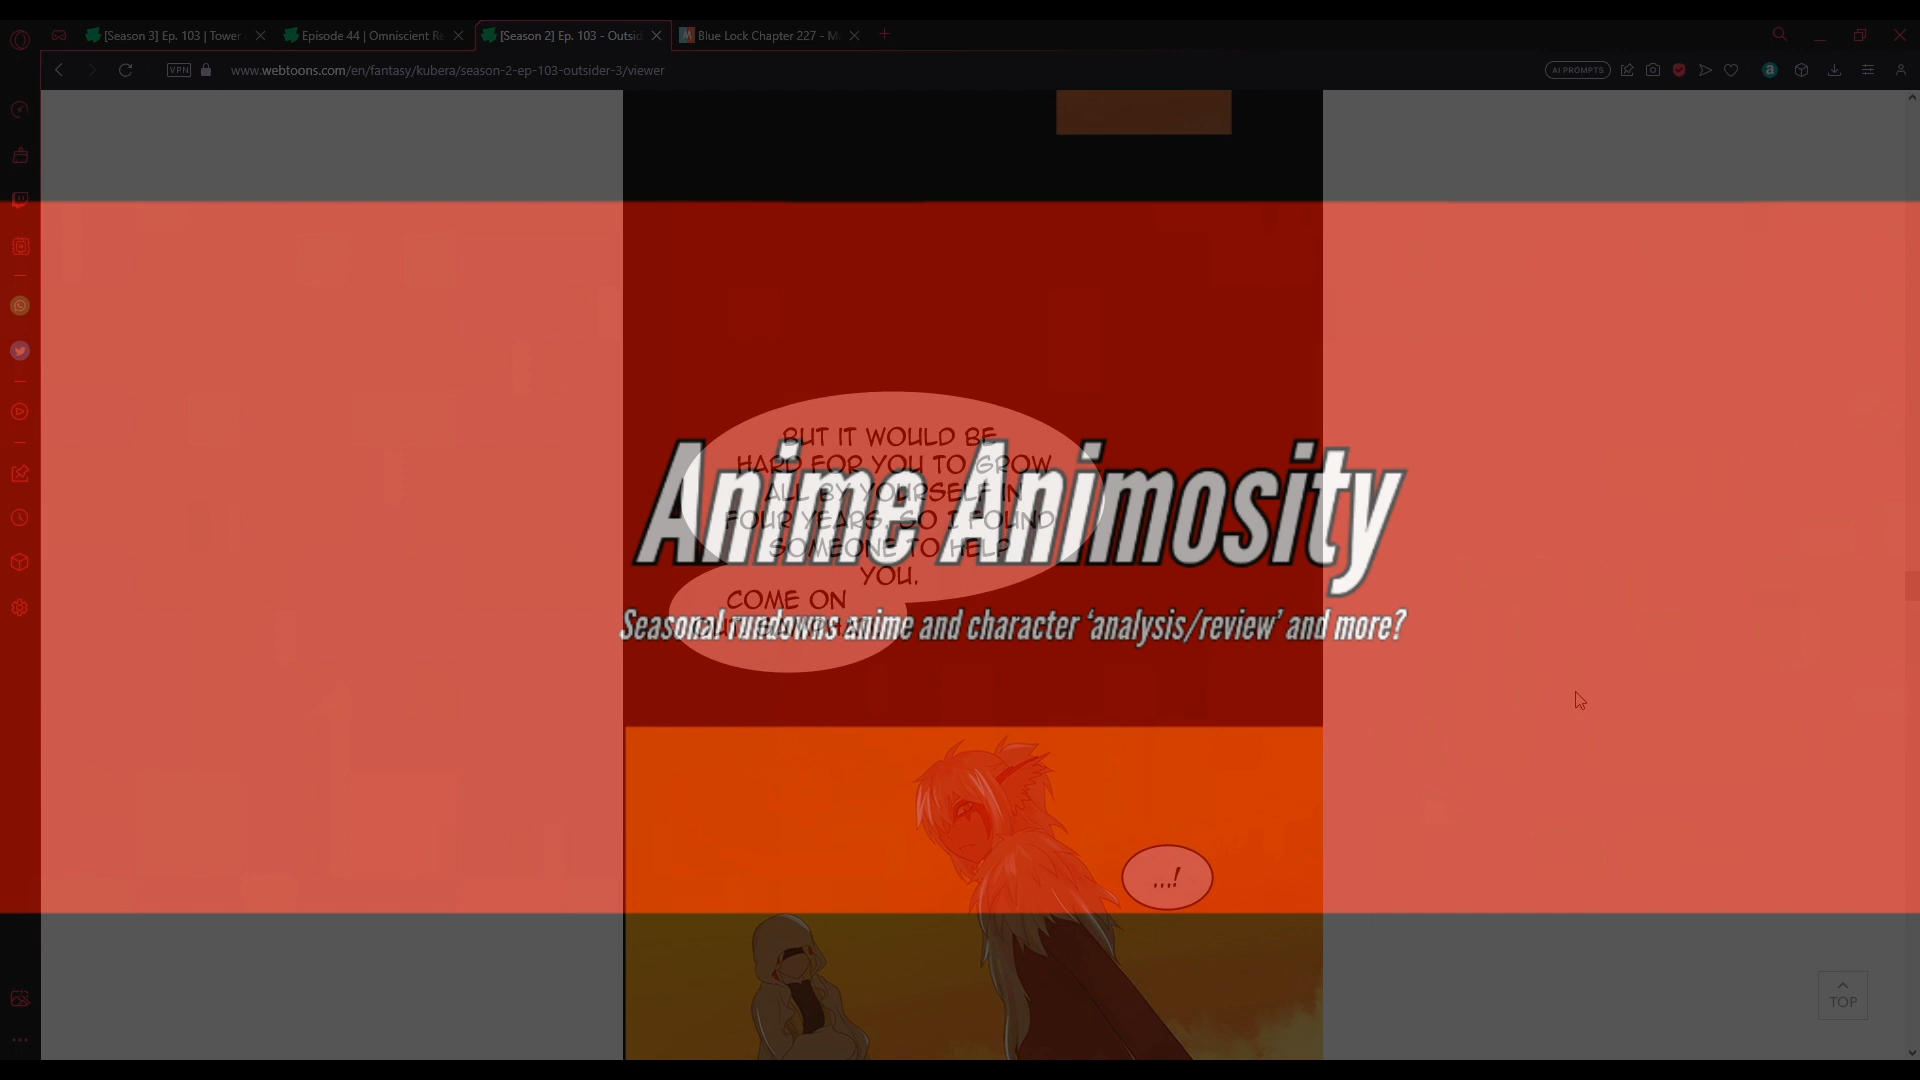 [Season 3] Ep. 103 | Tower
Episode 44 | Omniscient Re
[Season 2] Ep. 103 - Outsid
Blue Lock Chapter 227 - M
VPN
www.webtoons.com/en/fantasy/kubera/season-2-ep-103-outsider-3/viewer
AI PROMPTS
BUT IT WOULD BE
HARD FOR YOU TO GROW
ALL BY YOURSELF IN
FOUR YEARS, SO I FOUND
SOMEONE TO HELP
YOU.
Anime Animosity
COME ON
Seasonal rundowns anime and character ‘analysis/review’ and more?
...!
TOP